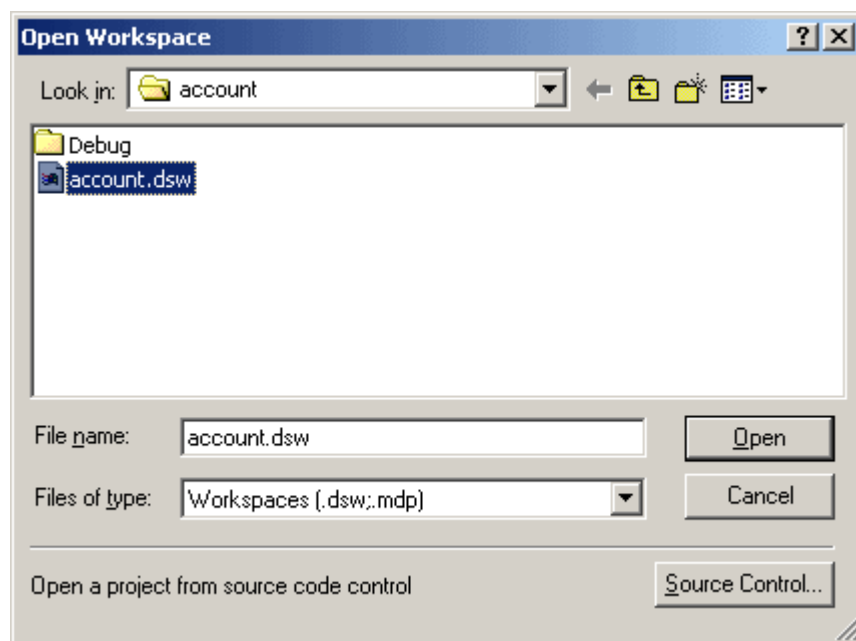 Open Workspace
Look in: account
Debug
account.dsw
File name: account.dsw Open
Files of type: Workspaces (.dsw;.mdp) Cancel
Open a project from source code control Source Control...